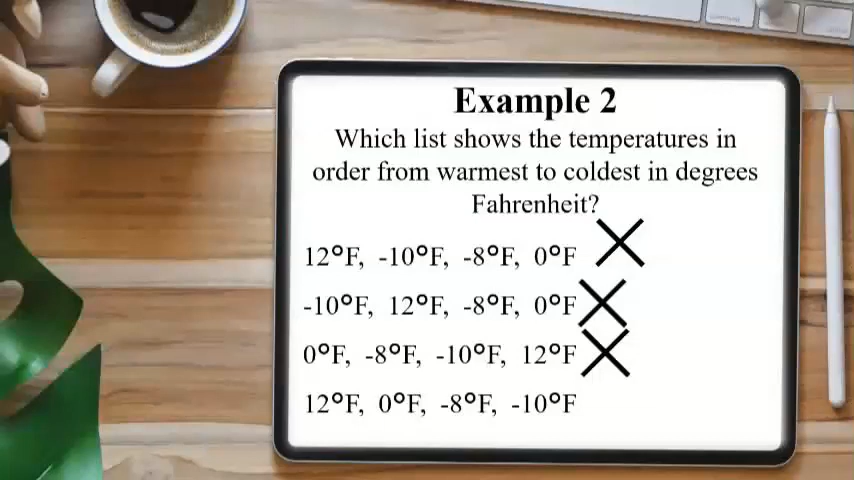 Example 2
Which list shows the temperatures in
order from warmest to coldest in degrees
Fahrenheit?
12°F, -10°F, -8°F, 0°F
-10°F, 12°F, -8°F, 0°F
0°F, -8°F, -10°F, 12°F
12°F, 0°F, -8°F, -10°F